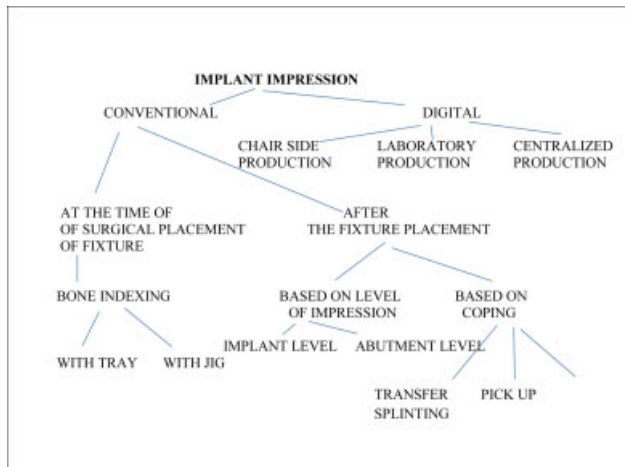 IMPLANT IMPRESSION
CONVENTIONAL
DIGITAL
CHAIR SIDE
PRODUCTION
LABORATORY
PRODUCTION
CENTRALIZED
PRODUCTION
AT THE TIME OF
OF SURGICAL PLACEMENT
OF FIXTURE
AFTER
THE FIXTURE PLACEMENT
BONE INDEXING
BASED ON LEVEL
OF IMPRESSION
BASED ON
COPING
WITH TRAY
WITH JIG
IMPLANT LEVEL
ABUTMENT LEVEL
TRANSFER
SPLINTING
PICK UP